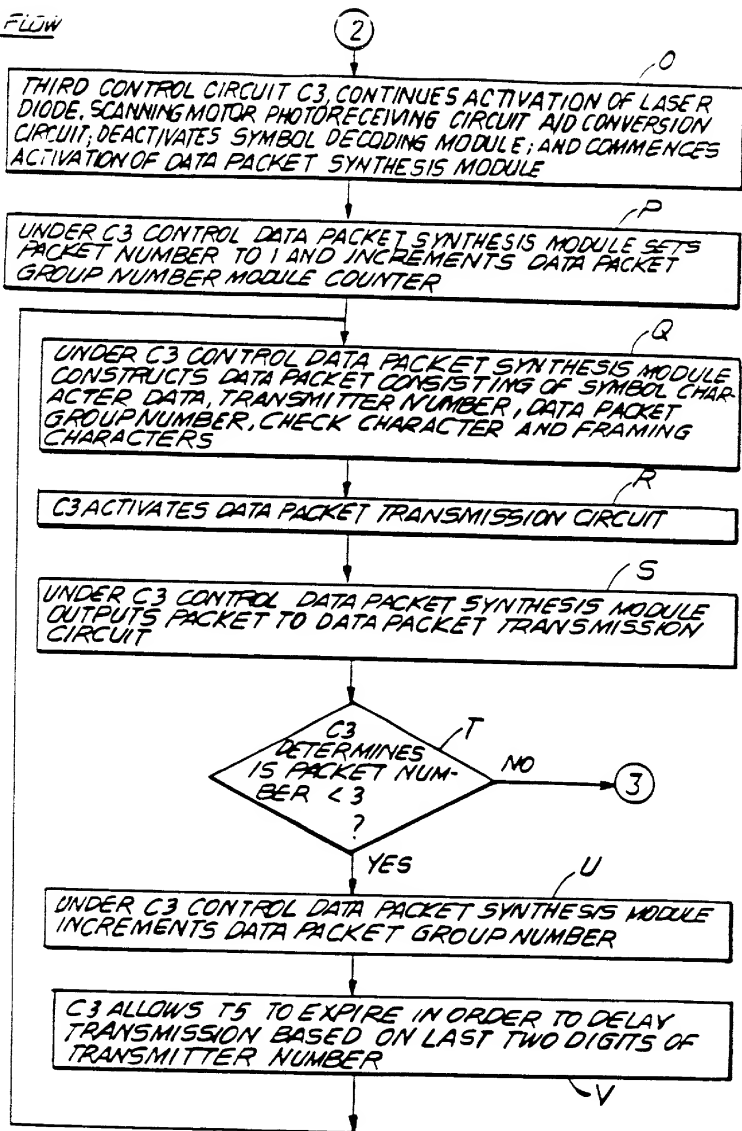 FLOW
2
O
THIRD CONTROL CIRCUIT C3, CONTINUES ACTIVATION OF LASER
DIODE, SCANNING MOTOR PHOTORECEIVING CIRCUIT A/D CONVERSION
CIRCUIT; DEACTIVATES SYMBOL DECODING MODULE; AND COMMENCES
ACTIVATION OF DATA PACKET SYNTHESIS MODULE
P
UNDER C3 CONTROL DATA PACKET SYNTHESIS MODULE SETS
PACKET NUMBER TO 1 AND INCREMENTS DATA PACKET
GROUP NUMBER MODULE COUNTER
Q
UNDER C3 CONTROL DATA PACKET SYNTHESIS MODULE
CONSTRUCTS DATA PACKET CONSISTING OF SYMBOL CHAR-
ACTER DATA, TRANSMITTER NUMBER, DATA PACKET
GROUP NUMBER, CHECK CHARACTER AND FRAMING
CHARACTERS
R
C3 ACTIVATES DATA PACKET TRANSMISSION CIRCUIT
S
UNDER C3 CONTROL DATA PACKET SYNTHESIS MODULE
OUTPUTS PACKET TO DATA PACKET TRANSMISSION
CIRCUIT
T
C3
DETERMINES
IS PACKET NUM-
BER < 3
?
NO
3
YES
U
UNDER C3 CONTROL DATA PACKET SYNTHESIS MODULE
INCREMENTS DATA PACKET GROUP NUMBER
C3 ALLOWS T5 TO EXPIRE IN ORDER TO DELAY
TRANSMISSION BASED ON LAST TWO DIGITS OF
TRANSMITTER NUMBER
V